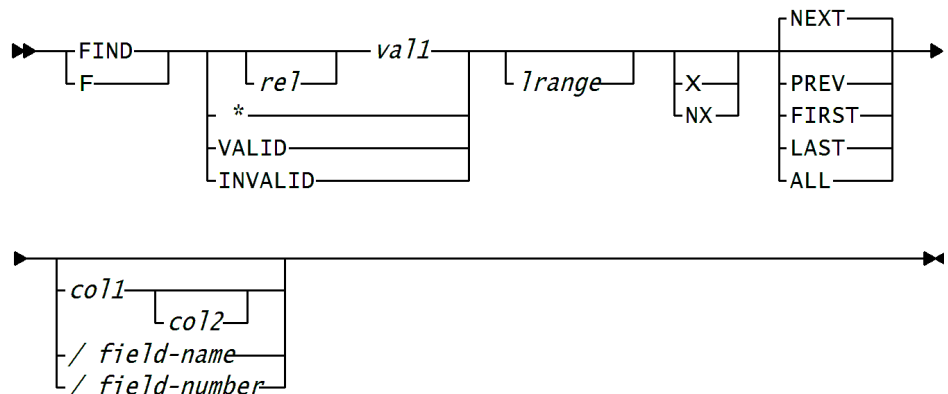 NEXT
FIND val1
F rel lrange X PREV
* NX FIRST
VALID LAST
INVALID ALL
col1
col2
/ field-name
/ field-number